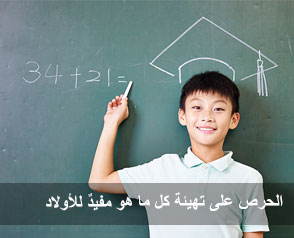 34+21=
الحرص على تهيئة كل ما هو مفيدٌ للأولاد